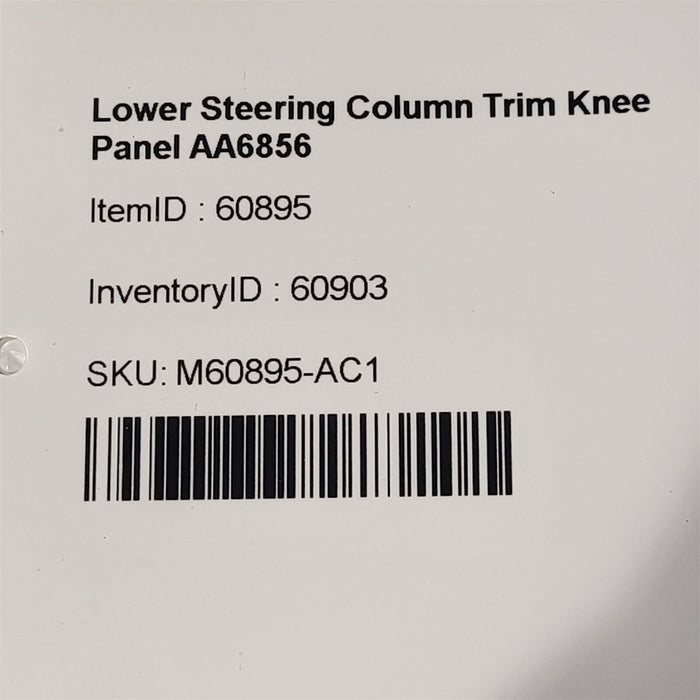 Lower Steering Column Trim Knee
Panel AA6856
ItemID : 60895
InventoryID : 60903
SKU: M60895-AC1